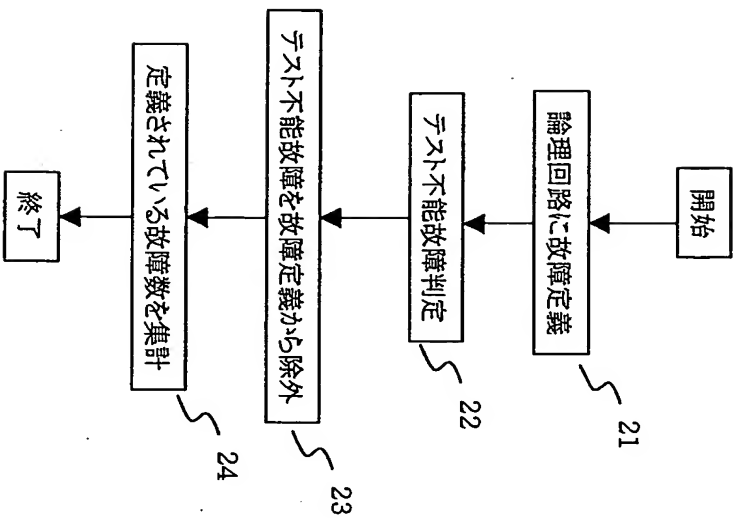 開始
論理回路に故障定義
21
テスト不能故障判定
22
テスト不能故障を故障定義から除外
23
定義されている故障数を集計
24
終了